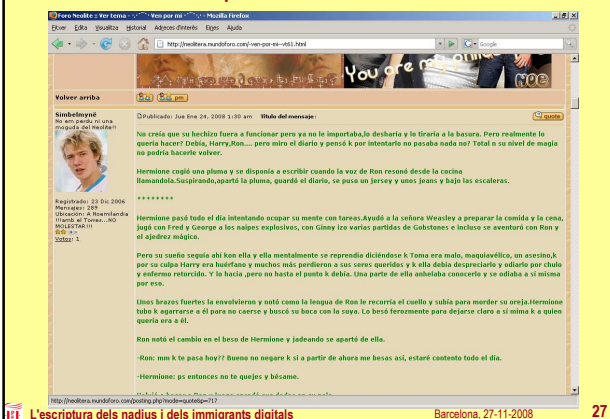 Foro Neolite :: Ver tema - Ven por mi - Mozilla Firefox
Fitxer Edita Visualitza Historial Adreces d'interès Eines Ajuda
http://neolitera.mundoforo.com/-ven-por-mi--vt61.html Google
You are my
NOE
Volver arriba pm
Simbelmynë
No em perdu ni una moguda del Neolite!!
Publicado: Jue Ene 24, 2008 1:30 am Título del mensaje: quote
Registrado: 23 Dic 2006
Mensajes: 289
Ubicación: A Noemilandia
!!!amb el Torres...NO
MOLESTAR!!!
Votos: 1
No creía que su hechizo fuera a funcionar pero ya no le importaba,lo desharía y lo tiraría a la basura. Pero realmente lo
quería hacer? Debía, Harry,Ron.... pero miro el diario y pensó k por intentarlo no pasaba nada no? Total n su nivel de magia
no podría hacerle volver.
Hermione cogió una pluma y se disponía a escribir cuando la voz de Ron resonó desde la cocina
llamandola.Suspirando,apartó la pluma, guardó el diario, se puso un jersey y unos jeans y bajo las escaleras.
********
Hermione pasó todo el día intentando ocupar su mente con tareas.Ayudó a la señora Weasley a preparar la comida y la cena,
jugó con Fred y George a los naipes explosivos, con Ginny izo varias partidas de Gobstones e incluso se aventuró con Ron y
el ajedrez mágico.
Pero su sueño seguía ahí kon ella y ella mentalmente se reprendia diciéndose k Toma era malo, maquiavélico, un asesino,k
por su culpa Harry era huérfano y muchos más perdieron a sus seres queridos y k ella debia despreciarlo y odiarlo por chulo
y enfermo retorcido. Y lo hacía ,pero no hasta el punto k debía. Una parte de ella anhelaba conocerlo y se odiaba a sí misma
por eso.
Unos brazos fuertes la envolvieron y notó como la lengua de Ron le recorría el cuello y subía para morder su oreja.Hermione
tubo k agarrarse a él para no caerse y buscó su boca con la suya. Lo besó ferozmente para dejarse claro a sí mima k a quien
quería era a él.
Ron notó el cambio en el beso de Hermione y jadeando se apartó de ella.
-Ron: mm k te pasa hoy?? Bueno no negare k si a partir de ahora me besas así, estaré contento todo el día.
-Hermione: ps entonces no te quejes y bésame.
http://neolitera.mundoforo.com/posting.php?mode=quote&p=717
L'escriptura dels nadius i dels immigrants digitals Barcelona, 27-11-2008 27